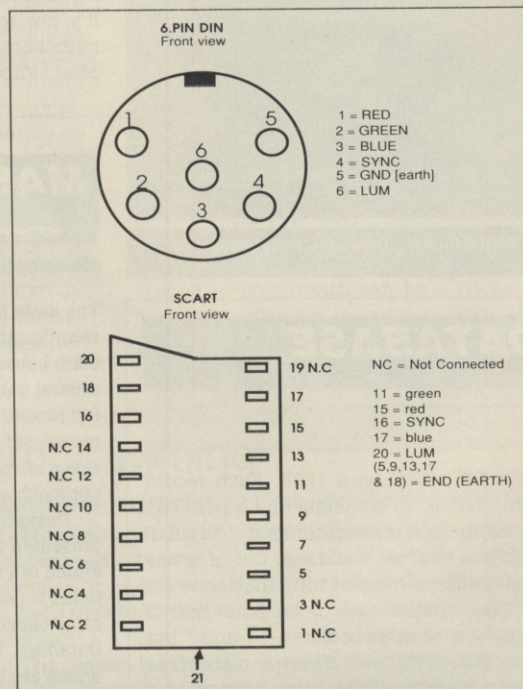 6.PIN DIN
Front view
1
5
6
2
4
3
1 = RED
2 = GREEN
3 = BLUE
4 = SYNC
5 = GND [earth]
6 = LUM
SCART
Front view
20
19 N.C
18
17
16
15
N.C 14
13
N.C 12
11
N.C 10
N.C 8
7
N.C 6
5
N.C 4
3 N.C
N.C 2
1 N.C
21
NC = Not Connected
11 = green
15 = red
16 = SYNC
17 = blue
20 = LUM
(5,9,13,17
& 18) = END (EARTH)